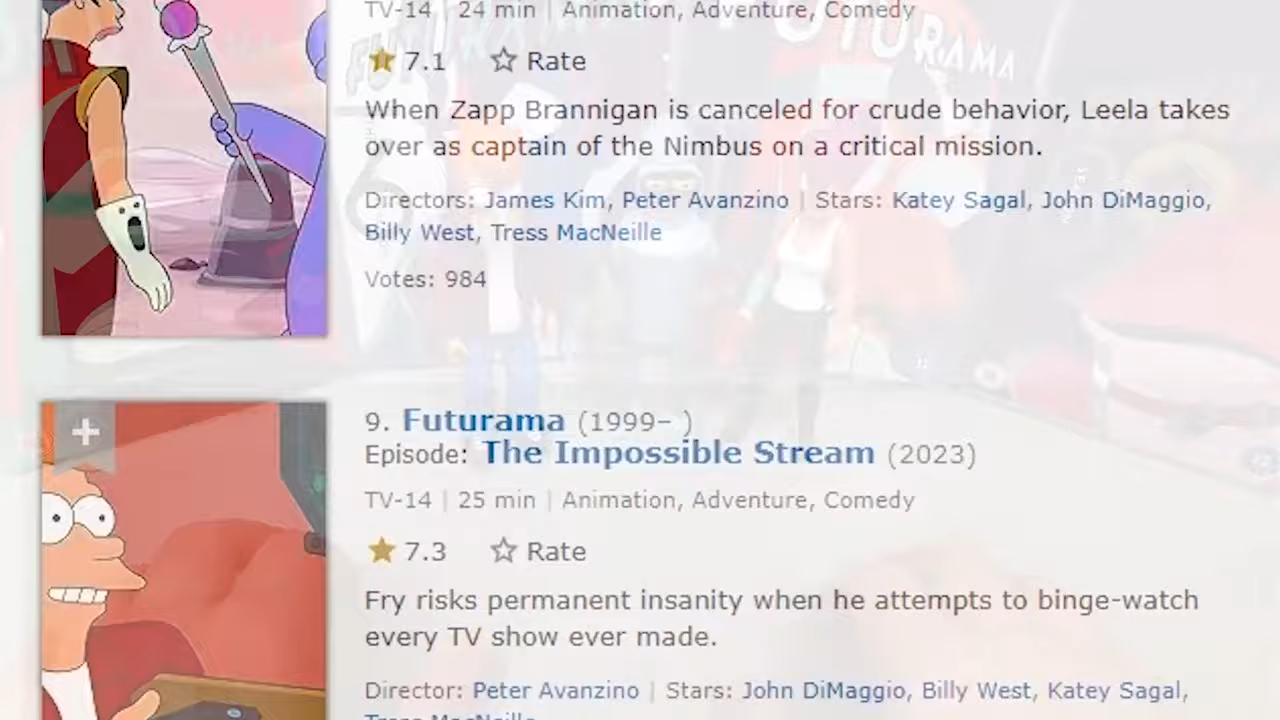 TV-14 | 24 min | Animation, Adventure, Comedy
7.1 Rate
When Zapp Brannigan is canceled for crude behavior, Leela takes
over as captain of the Nimbus on a critical mission.
Directors: James Kim, Peter Avanzino | Stars: Katey Sagal, John DiMaggio,
Billy West, Tress MacNeille
Votes: 984
9. Futurama (1999– )
Episode: The Impossible Stream (2023)
TV-14 | 25 min | Animation, Adventure, Comedy
7.3 Rate
Fry risks permanent insanity when he attempts to binge-watch
every TV show ever made.
Director: Peter Avanzino | Stars: John DiMaggio, Billy West, Katey Sagal,
Tress MacNeille
FUTURAMA